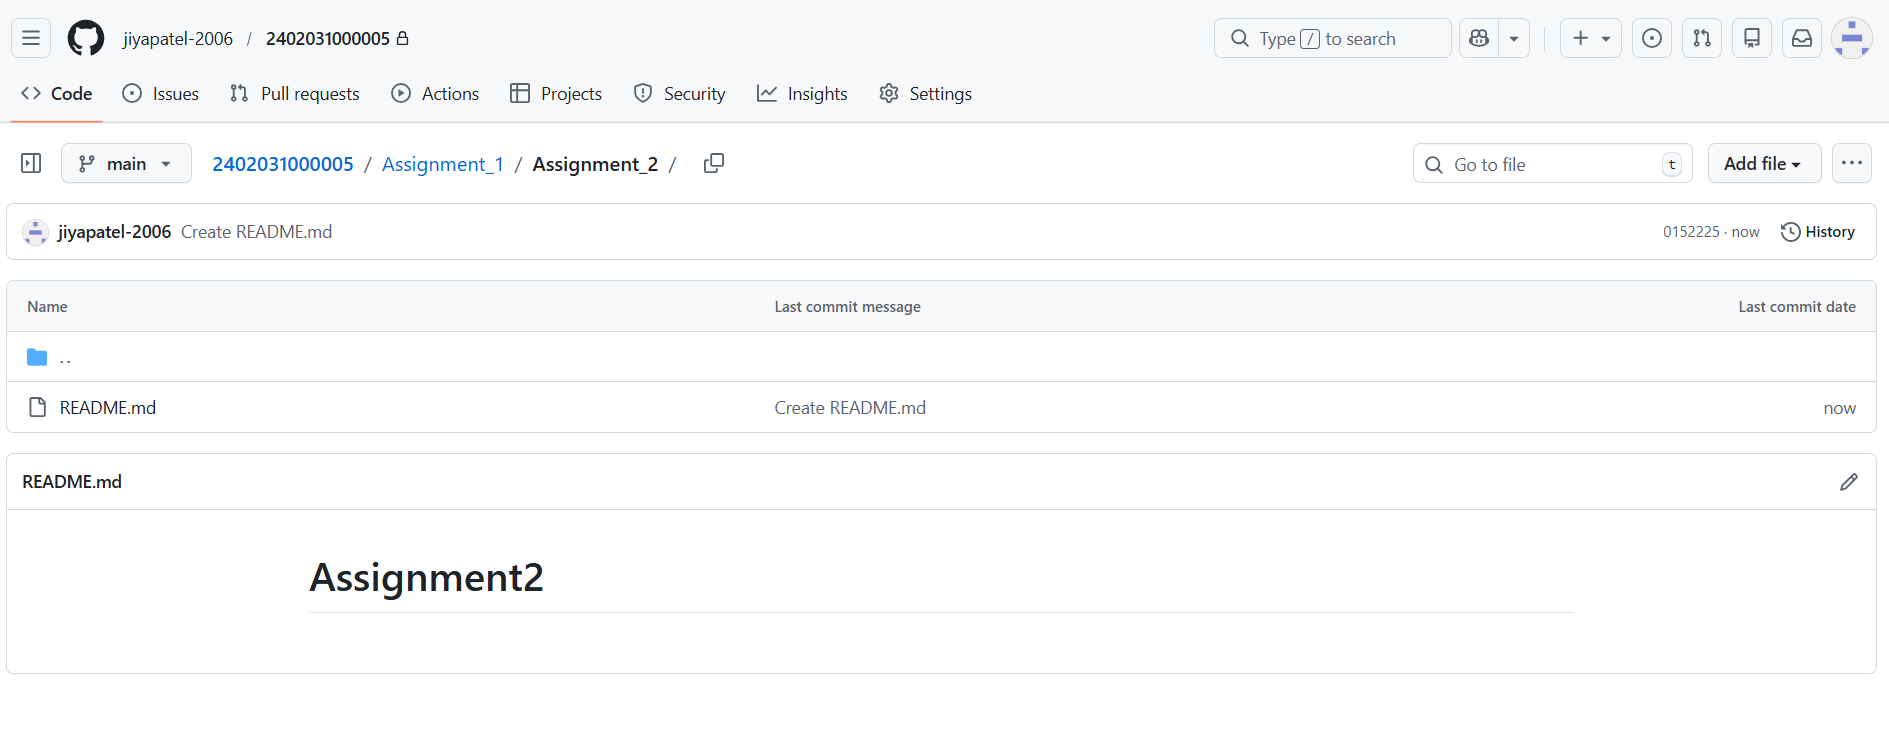 jiyapatel-2006 / 2402031000005
Type / to search
Code Issues Pull requests Actions Projects Security Insights Settings
main 2402031000005 / Assignment_1 / Assignment_2 /
Go to file t Add file
jiyapatel-2006 Create README.md 0152225 · now History
Name Last commit message Last commit date
..
README.md Create README.md now
README.md
Assignment2